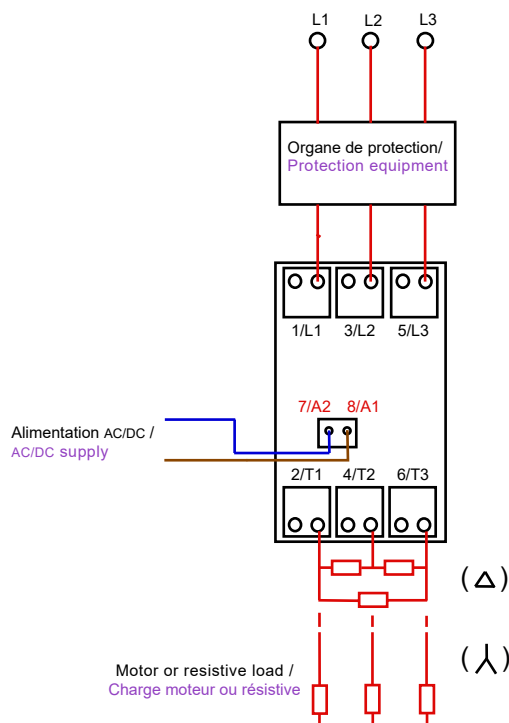 L1 L2 L3
Organe de protection/
Protection equipment
1/L1 3/L2 5/L3
7/A2 8/A1
Alimentation AC/DC /
AC/DC supply
2/T1 4/T2 6/T3
(△)
(⅄)
Motor or resistive load /
Charge moteur ou résistive